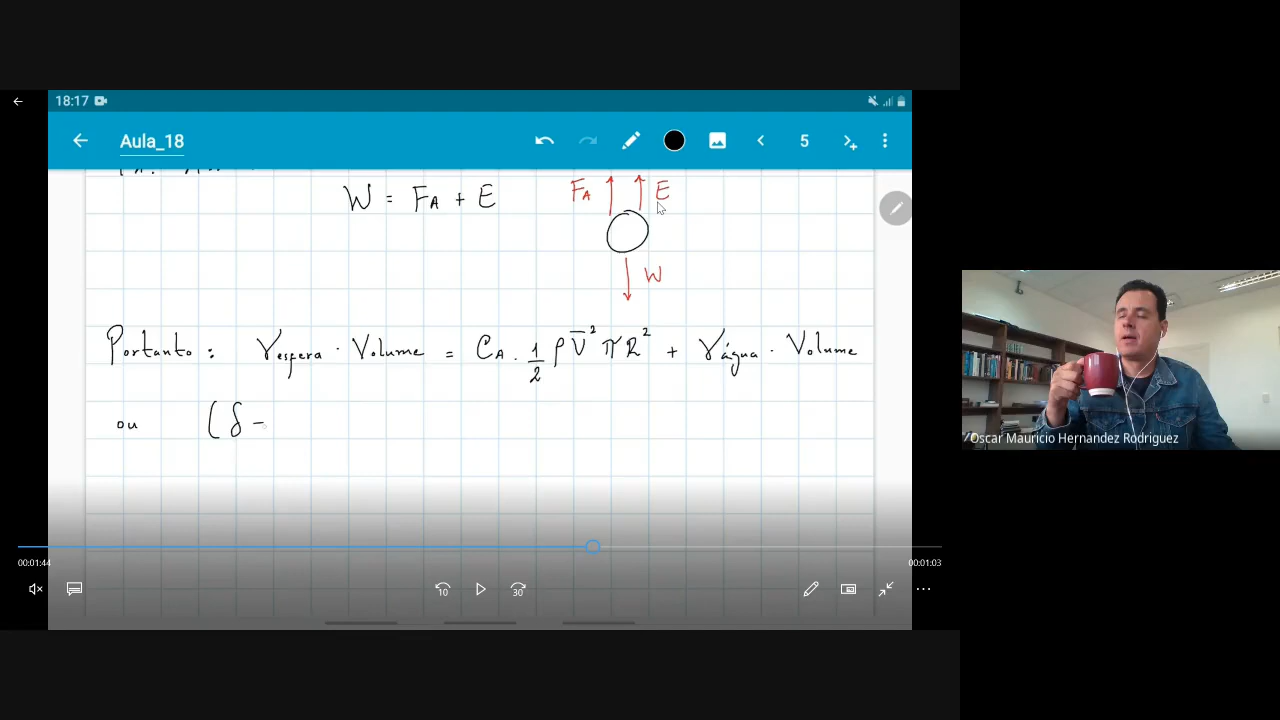 18:17
Aula_18 5
W = FA + E
FA E
W
Portanto: γesfera · Volume = CA · 1/2 ρ V̄² π R² + γágua · Volume
ou (δ -
Oscar Mauricio Hernandez Rodriguez
00:01:44 00:01:03
10 30